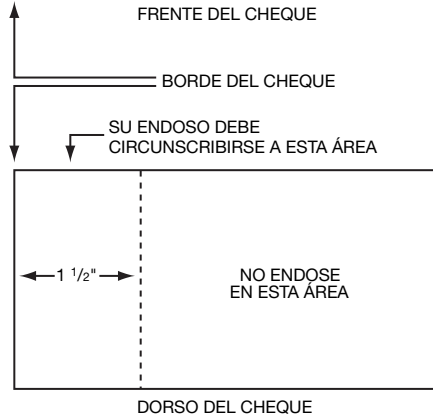 FRENTE DEL CHEQUE
BORDE DEL CHEQUE
SU ENDOSO DEBE
CIRCUNSCRIBIRSE A ESTA ÁREA
1 1/2"
NO ENDOSE
EN ESTA ÁREA
DORSO DEL CHEQUE